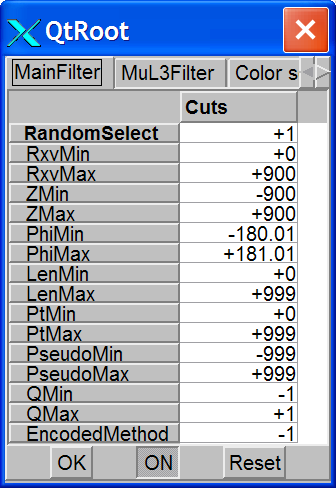 QtRoot
MainFilter MuL3Filter Color s
Cuts
RandomSelect +1
RxvMin +0
RxvMax +900
ZMin -900
ZMax +900
PhiMin -180.01
PhiMax +181.01
LenMin +0
LenMax +999
PtMin +0
PtMax +999
PseudoMin -999
PseudoMax +999
QMin -1
QMax +1
EncodedMethod -1
OK ON Reset